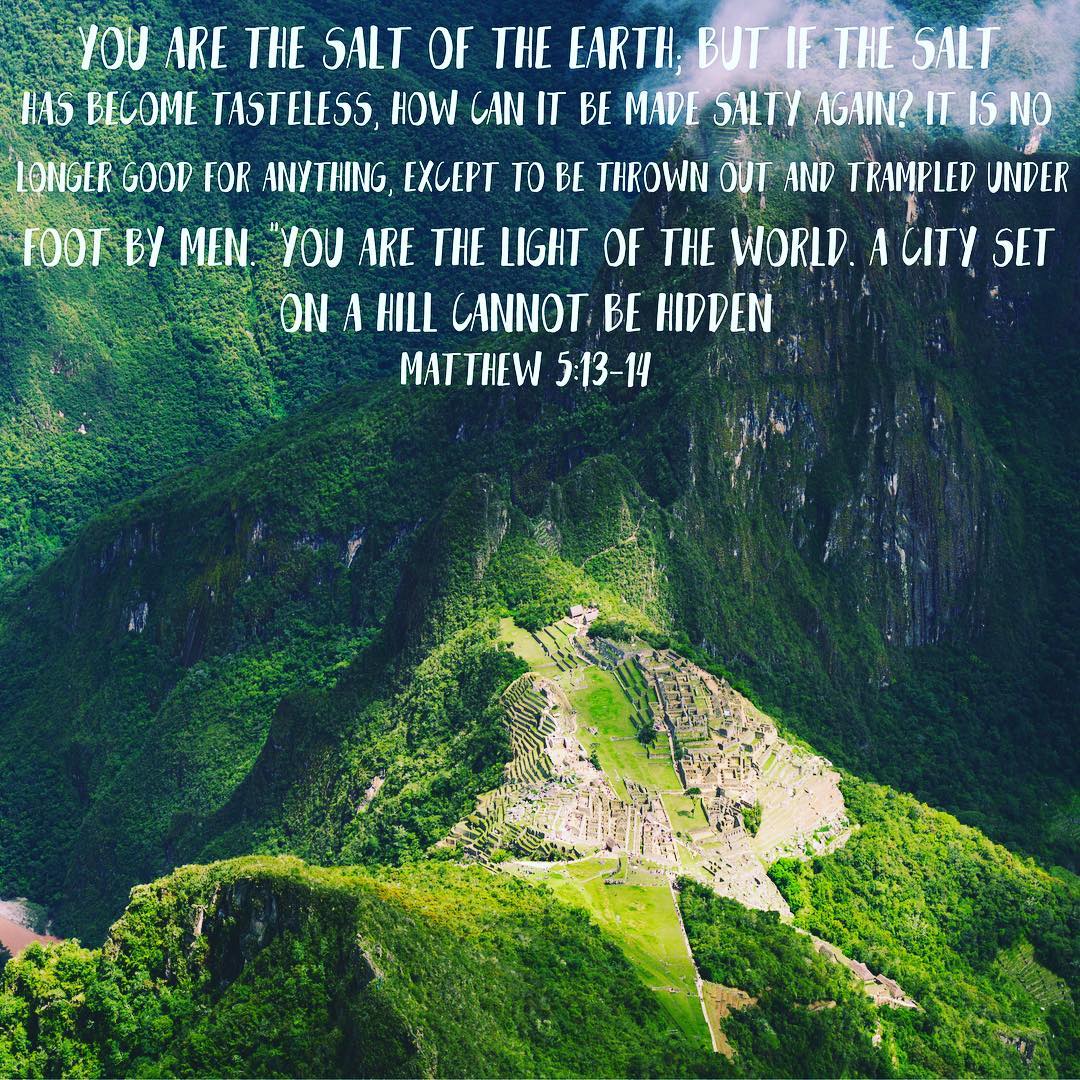 YOU ARE THE SALT OF THE EARTH; BUT IF THE SALT
HAS BECOME TASTELESS, HOW CAN IT BE MADE SALTY AGAIN? IT IS NO
LONGER GOOD FOR ANYTHING, EXCEPT TO BE THROWN OUT AND TRAMPLED UNDER
FOOT BY MEN. "YOU ARE THE LIGHT OF THE WORLD. A CITY SET
ON A HILL CANNOT BE HIDDEN
MATTHEW 5:13-14